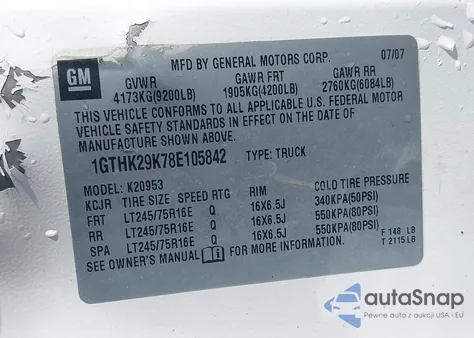 GM
MFD BY GENERAL MOTORS CORP. 07/07
GVWR GAWR FRT GAWR RR
4173KG(9200LB) 1905KG(4200LB) 2760KG(6084LB)
THIS VEHICLE CONFORMS TO ALL APPLICABLE U.S. FEDERAL MOTOR
VEHICLE SAFETY STANDARDS IN EFFECT ON THE DATE OF
MANUFACTURE SHOWN ABOVE.
1GTHK29K78E105842 TYPE: TRUCK
MODEL: K20953
KCJR TIRE SIZE SPEED RTG RIM COLD TIRE PRESSURE
FRT LT245/75R16E Q 16X6.5J 340KPA(50PSI)
RR LT245/75R16E Q 16X6.5J 550KPA(80PSI)
SPA LT245/75R16E Q 16X6.5J 550KPA(80PSI)
SEE OWNER'S MANUAL FOR MORE INFORMATION
F 148 LB
T 2115 LB
autoSnap
Pewne auta z aukcji USA i EU